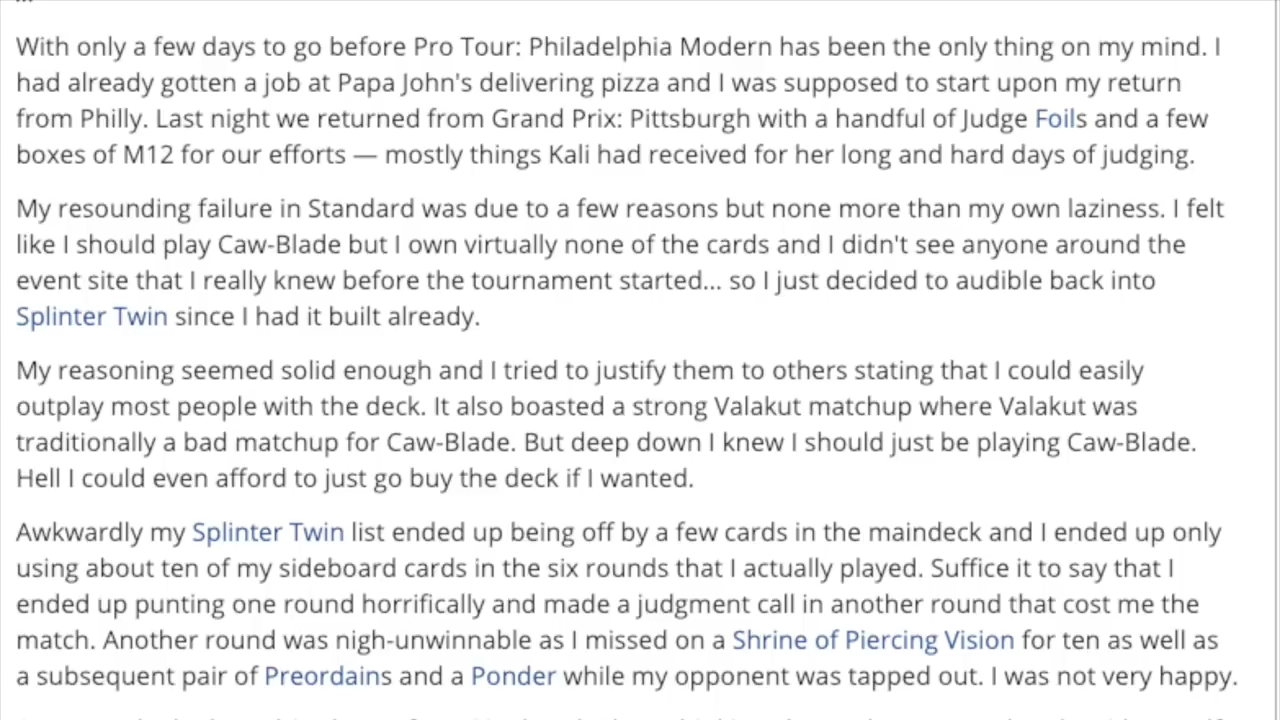 With only a few days to go before Pro Tour: Philadelphia Modern has been the only thing on my mind. I
had already gotten a job at Papa John's delivering pizza and I was supposed to start upon my return
from Philly. Last night we returned from Grand Prix: Pittsburgh with a handful of Judge Foils and a few
boxes of M12 for our efforts — mostly things Kali had received for her long and hard days of judging.
My resounding failure in Standard was due to a few reasons but none more than my own laziness. I felt
like I should play Caw-Blade but I own virtually none of the cards and I didn't see anyone around the
event site that I really knew before the tournament started... so I just decided to audible back into
Splinter Twin since I had it built already.
My reasoning seemed solid enough and I tried to justify them to others stating that I could easily
outplay most people with the deck. It also boasted a strong Valakut matchup where Valakut was
traditionally a bad matchup for Caw-Blade. But deep down I knew I should just be playing Caw-Blade.
Hell I could even afford to just go buy the deck if I wanted.
Awkwardly my Splinter Twin list ended up being off by a few cards in the maindeck and I ended up only
using about ten of my sideboard cards in the six rounds that I actually played. Suffice it to say that I
ended up punting one round horrifically and made a judgment call in another round that cost me the
match. Another round was nigh-unwinnable as I missed on a Shrine of Piercing Vision for ten as well as
a subsequent pair of Preordains and a Ponder while my opponent was tapped out. I was not very happy.